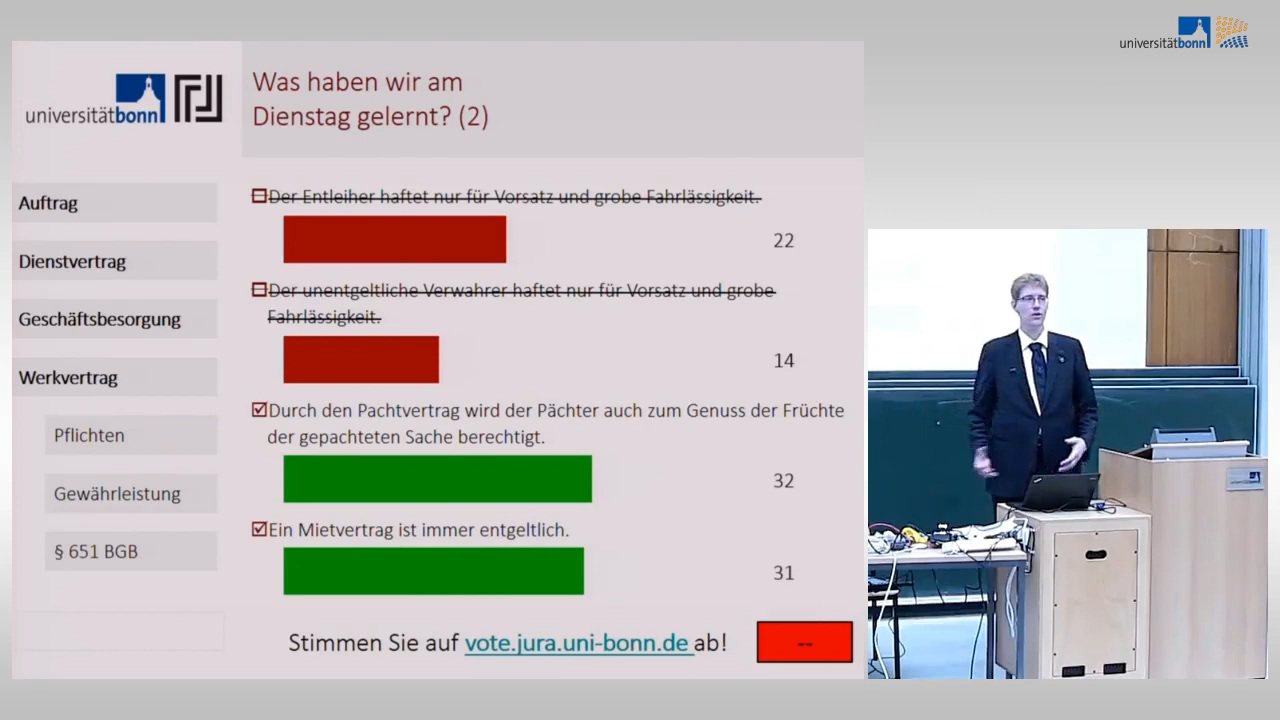 universitätbonn
universitätbonn
Was haben wir am
Dienstag gelernt? (2)
Auftrag
Dienstvertrag
Geschäftsbesorgung
Werkvertrag
Pflichten
Gewährleistung
§ 651 BGB
Der Entleiher haftet nur für Vorsatz und grobe Fahrlässigkeit.
22
Der unentgeltliche Verwahrer haftet nur für Vorsatz und grobe
Fahrlässigkeit.
14
Durch den Pachtvertrag wird der Pächter auch zum Genuss der Früchte
der gepachteten Sache berechtigt.
32
Ein Mietvertrag ist immer entgeltlich.
31
Stimmen Sie auf vote.jura.uni-bonn.de ab!
--